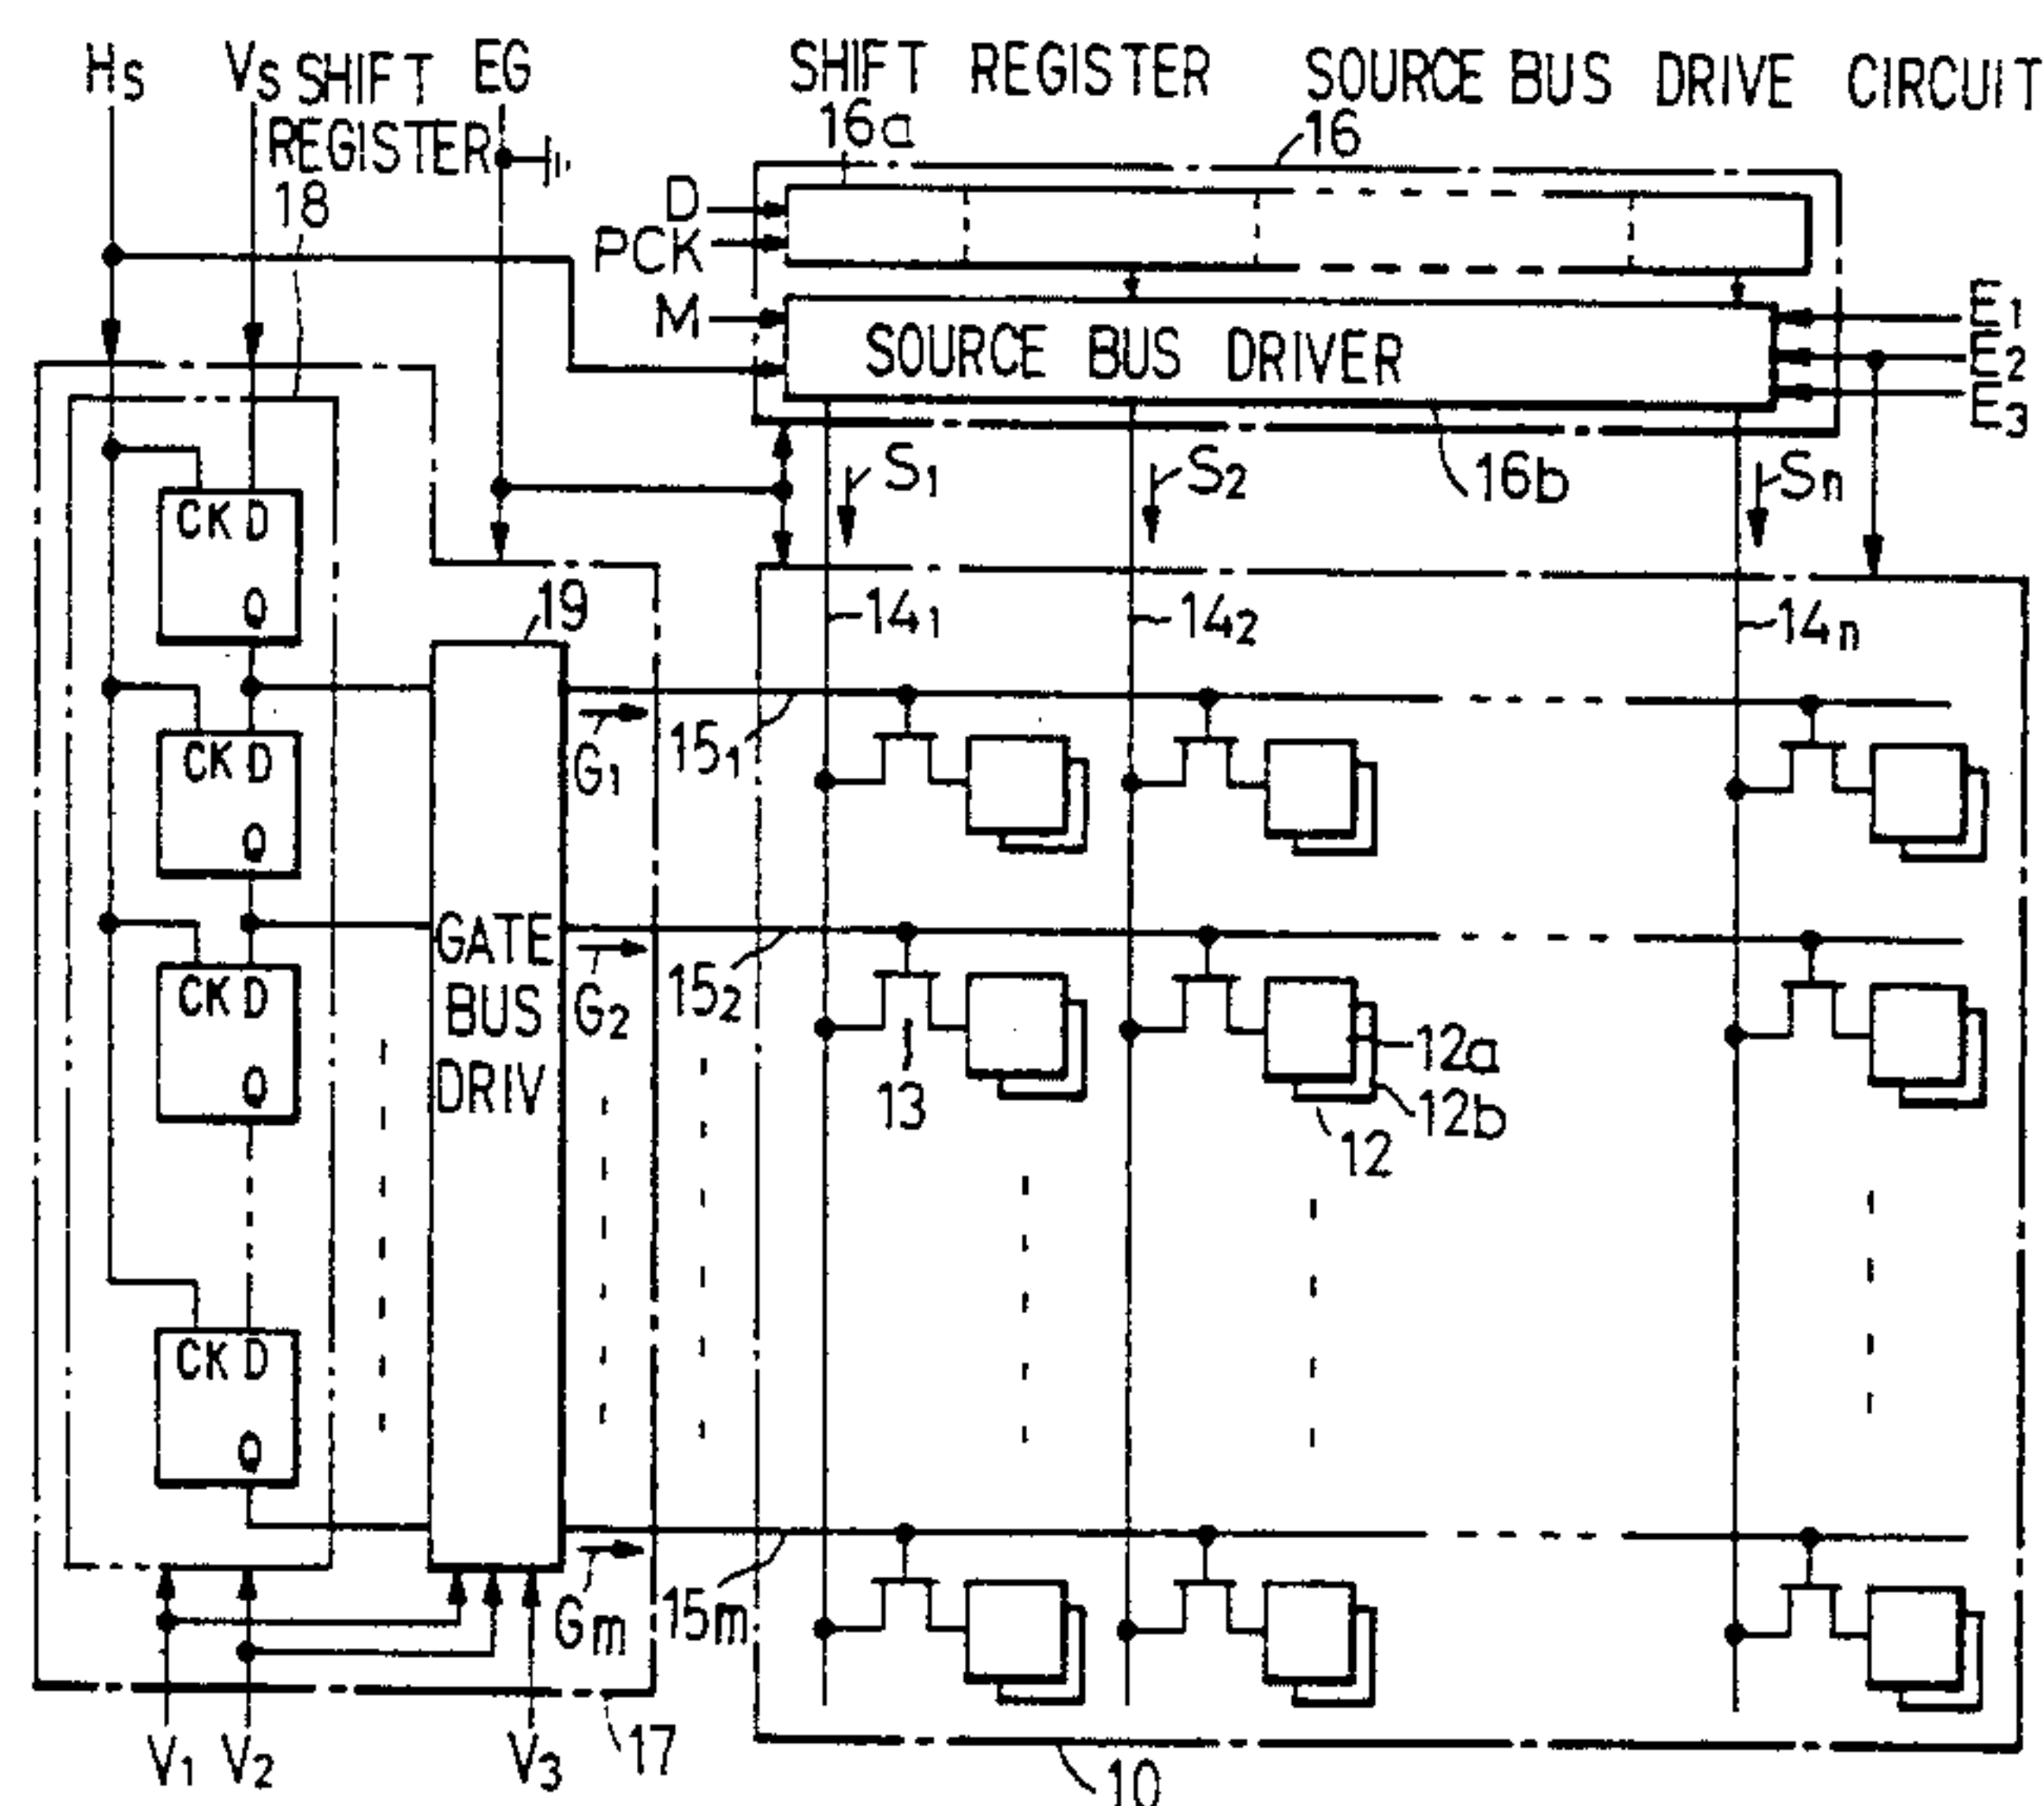 Hs Vs SHIFT REGISTER EG
SHIFT REGISTER SOURCE BUS DRIVE CIRCUIT
16a 16
18
D
PCK
M
SOURCE BUS DRIVER
E1
E2
E3
S1 S2 16b Sn
CK D
Q
19
141 142 14n
G1 151
CK D
Q
GATE BUS DRIV
G2 152
CK D
Q
13
12a
12b
12
CK D
Q
Gm 15m
V1 V2 V3 17
10